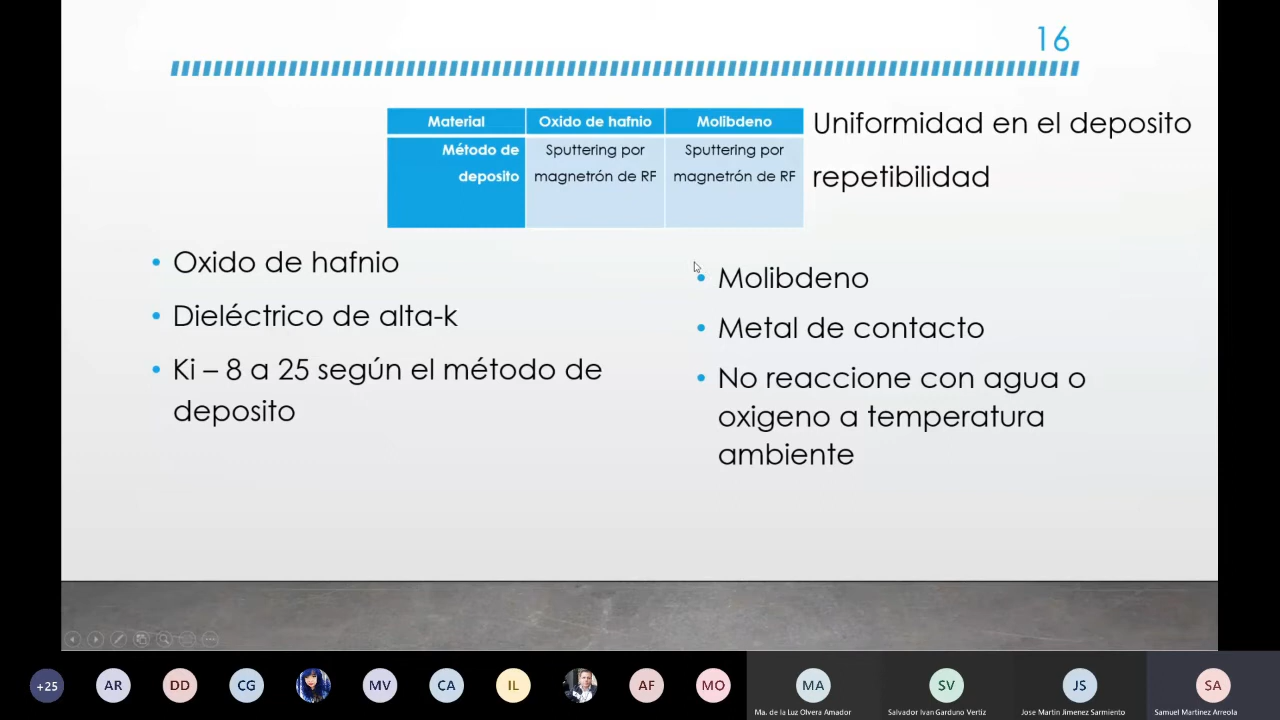 16
Material Oxido de hafnio Molibdeno
Método de deposito Sputtering por magnetrón de RF Sputtering por magnetrón de RF
Uniformidad en el deposito
repetibilidad
• Oxido de hafnio
• Dieléctrico de alta-k
• Ki – 8 a 25 según el método de
deposito
• Molibdeno
• Metal de contacto
• No reaccione con agua o
oxigeno a temperatura
ambiente
+25 AR DD CG MV CA IL AF MO MA SV JS SA
Ma. de la Luz Olvera Amador Salvador Ivan Garduno Vertiz Jose Martin Jimenez Sarmiento Samuel Martinez Arreola